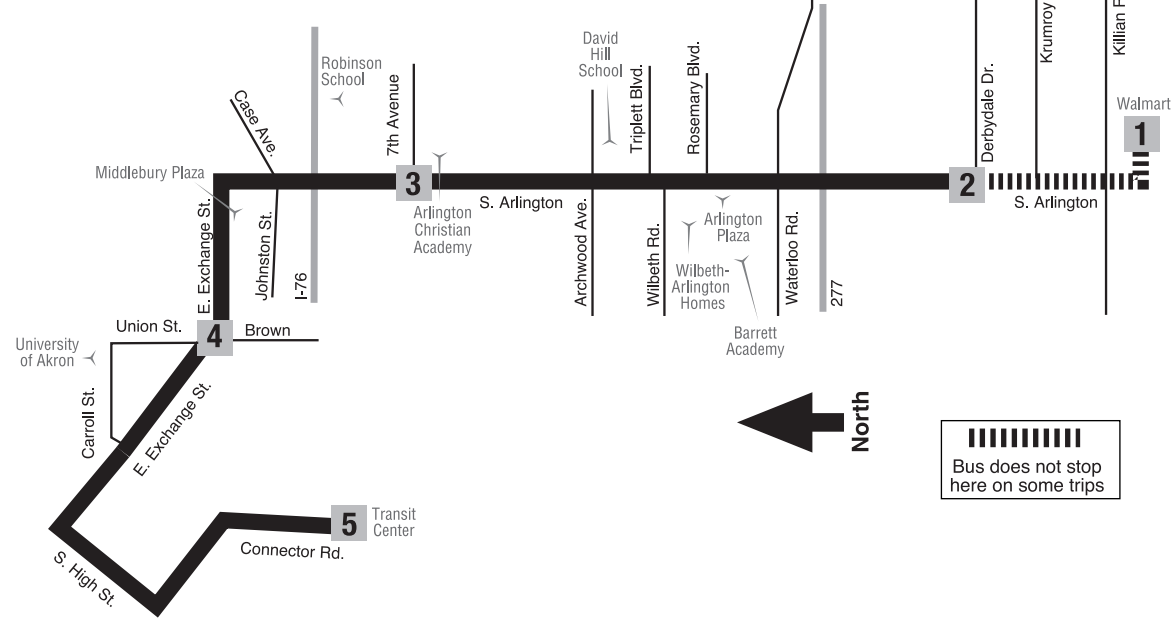 Krumroy
Killian
David
Hill
School
Robinson
School
Case Ave.
7th Avenue
Triplett Blvd.
Rosemary Blvd.
Derbydale Dr.
Walmart
1
Middlebury Plaza
3
2
S. Arlington
S. Arlington
E. Exchange St.
Johnston St.
I-76
Arlington
Christian
Academy
Archwood Ave.
Wilbeth Rd.
Arlington
Plaza
Wilbeth-
Arlington
Homes
Waterloo Rd.
277
Barrett
Academy
Union St.
4
Brown
University
of Akron
Carroll St.
E. Exchange St.
North
Bus does not stop
here on some trips
5
Transit
Center
Connector Rd.
S. High St.